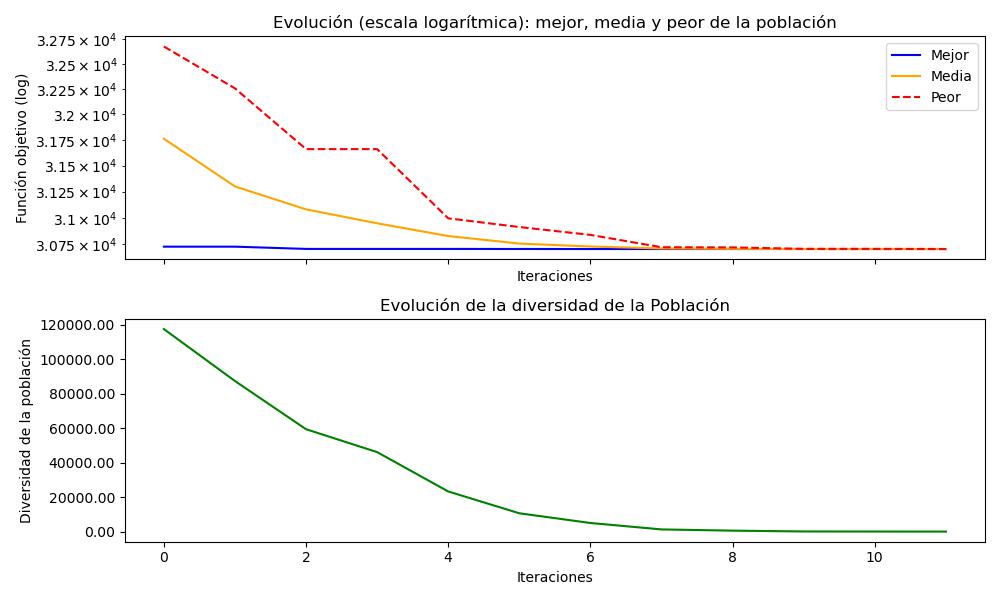 Evolución (escala logarítmica): mejor, media y peor de la población
3.275 × 10⁴
3.25 × 10⁴
3.225 × 10⁴
3.2 × 10⁴
3.175 × 10⁴
3.15 × 10⁴
3.125 × 10⁴
3.1 × 10⁴
3.075 × 10⁴
Función objetivo (log)
Mejor
Media
Peor
Iteraciones
Evolución de la diversidad de la Población
120000.00
100000.00
80000.00
60000.00
40000.00
20000.00
0.00
Diversidad de la población
0 2 4 6 8 10
Iteraciones